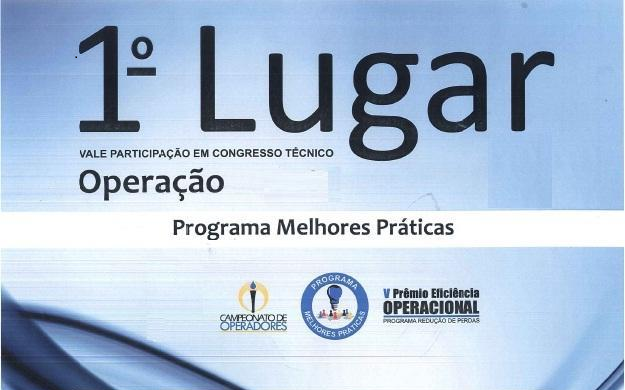 1º Lugar
VALE PARTICIPAÇÃO EM CONGRESSO TÉCNICO
Operação
Programa Melhores Práticas
CAMPEONATO DE
OPERADORES
PROGRAMA
MELHORES PRÁTICAS
V Prêmio Eficiência
OPERACIONAL
PROGRAMA REDUÇÃO DE PERDAS